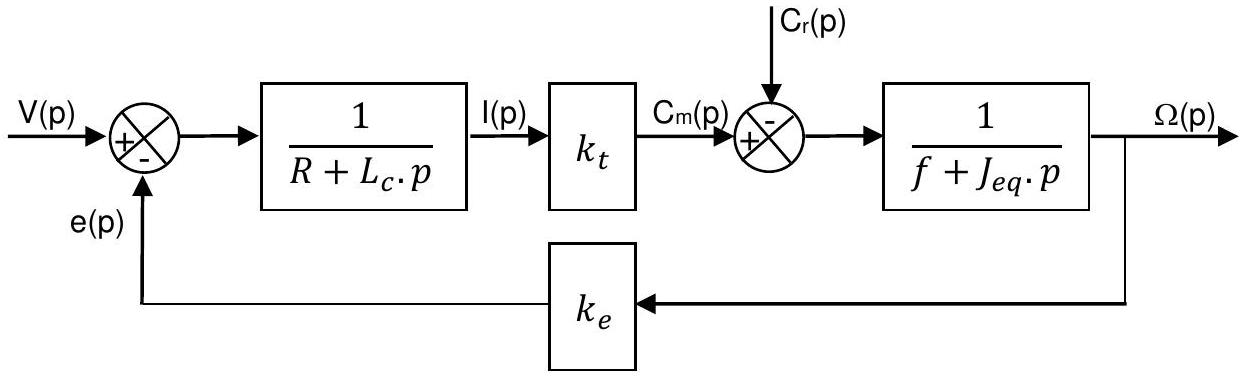 Cr(p)
V(p)
+
-
1
R + Lc.p
I(p)
kt
Cm(p)
-
+
1
f + Jeq.p
Ω(p)
e(p)
ke